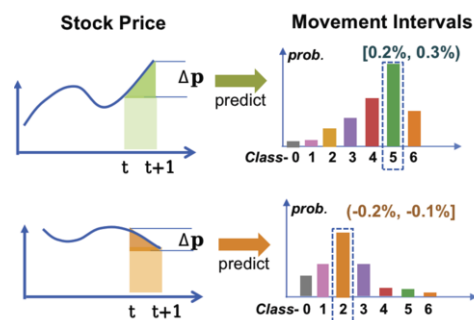 Stock Price
Movement Intervals
prob.
[0.2%, 0.3%)
Δp
predict
t
t+1
Class- 0 1 2 3 4 5 6
prob.
(-0.2%, -0.1%]
Δp
predict
t
t+1
Class- 0 1 2 3 4 5 6